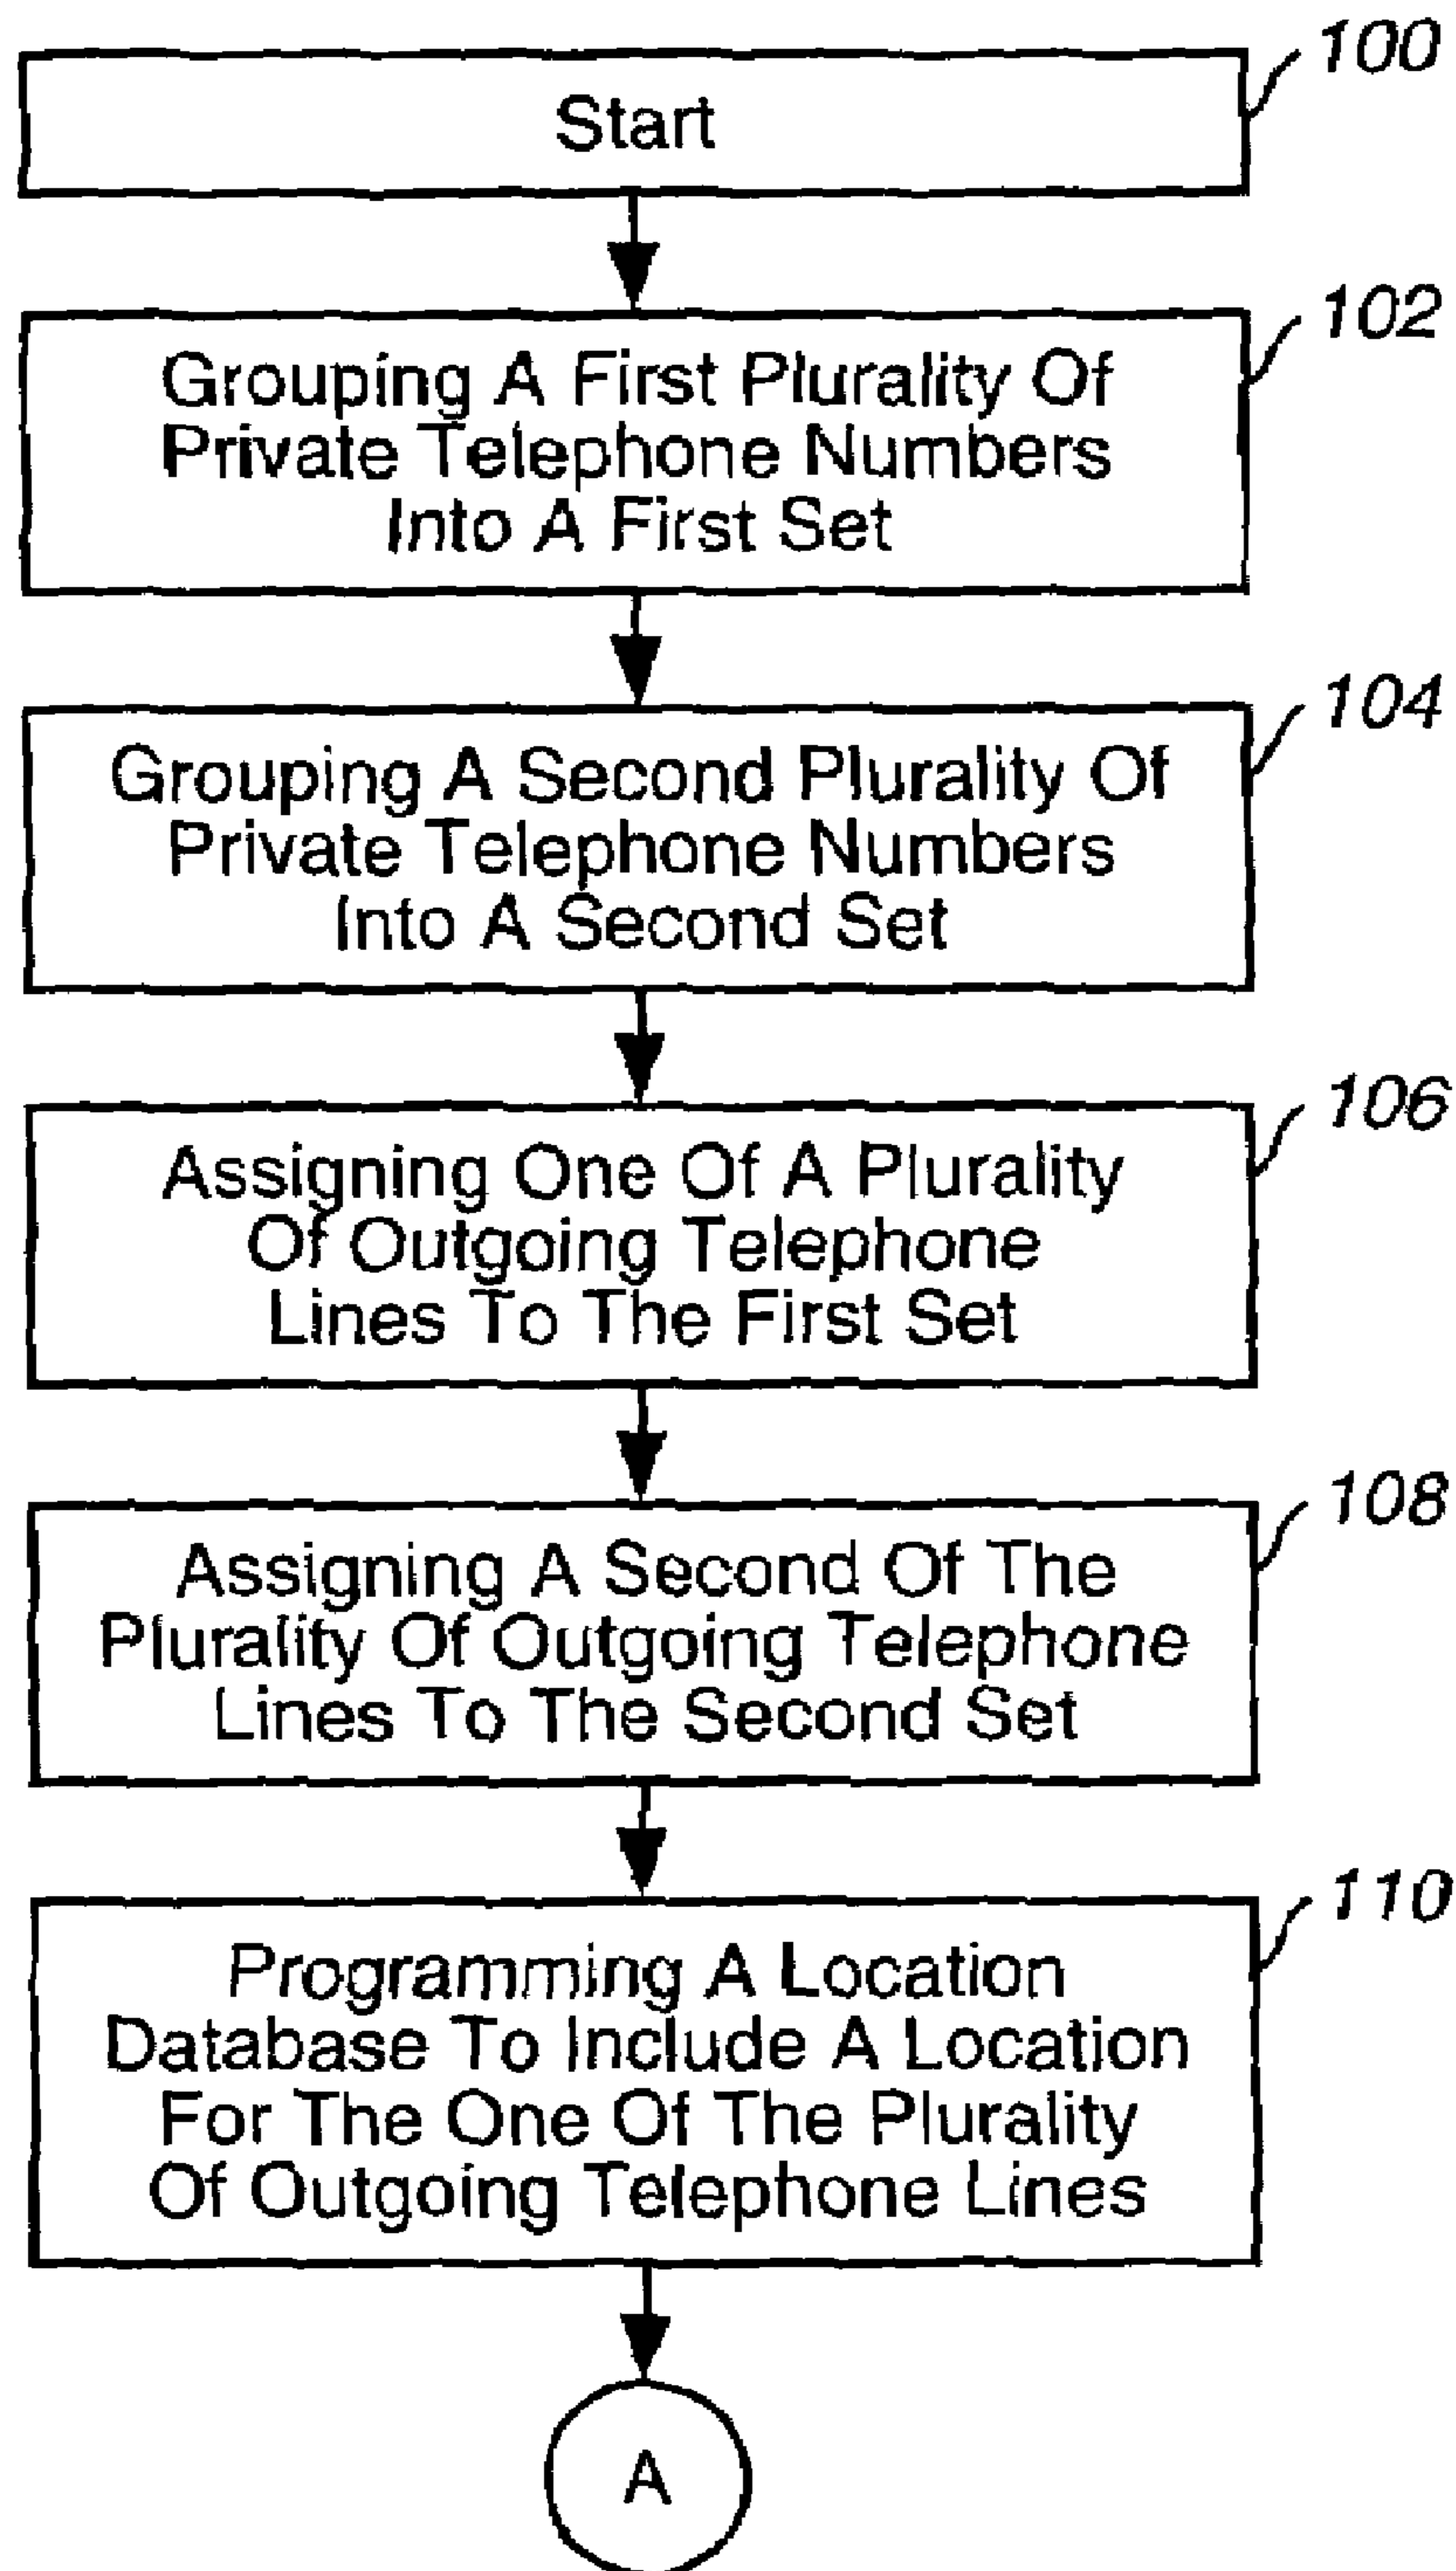 100
Start
102
Grouping A First Plurality Of
Private Telephone Numbers
Into A First Set
104
Grouping A Second Plurality Of
Private Telephone Numbers
Into A Second Set
106
Assigning One Of A Plurality
Of Outgoing Telephone
Lines To The First Set
108
Assigning A Second Of The
Plurality Of Outgoing Telephone
Lines To The Second Set
110
Programming A Location
Database To Include A Location
For The One Of The Plurality
Of Outgoing Telephone Lines
A